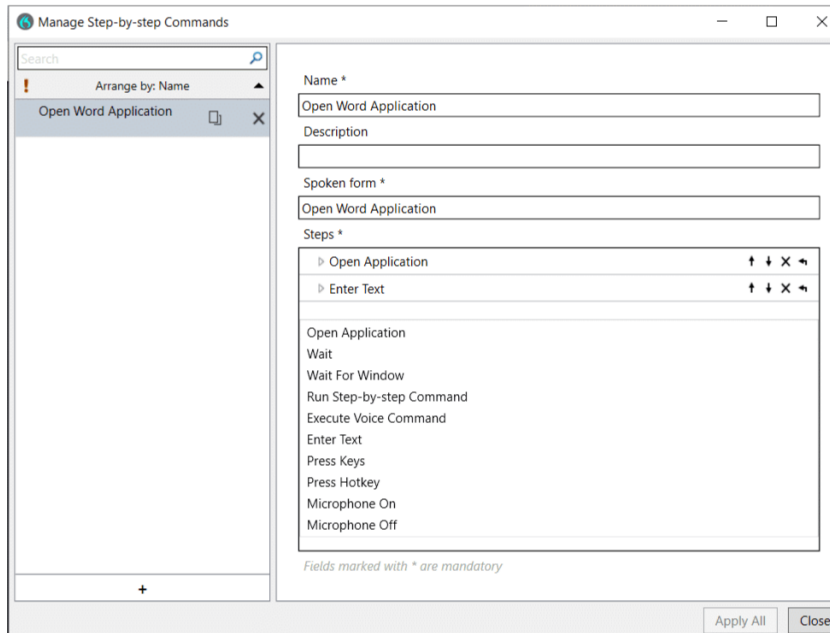 Manage Step-by-step Commands
Search
! Arrange by: Name
Open Word Application
+
Name *
Open Word Application
Description
Spoken form *
Open Word Application
Steps *
Open Application
Enter Text
Open Application
Wait
Wait For Window
Run Step-by-step Command
Execute Voice Command
Enter Text
Press Keys
Press Hotkey
Microphone On
Microphone Off
Fields marked with * are mandatory
Apply All Close